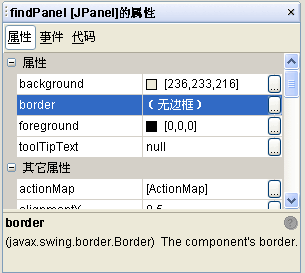 findPanel [JPanel]的属性
属性 事件 代码
属性
background [236,233,216] ...
border （无边框） ...
foreground [0,0,0] ...
toolTipText null ...
其它属性
actionMap [ActionMap] ...
alignmentY 0.5
border
(javax.swing.border.Border) The component's border.